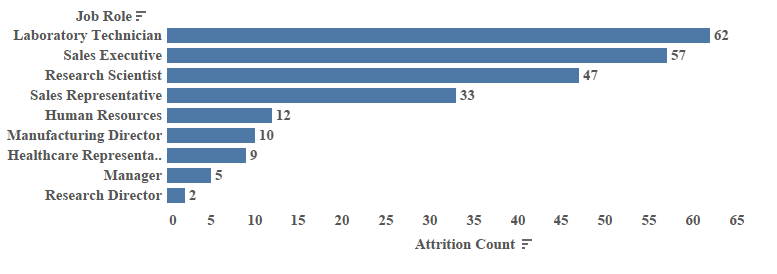 Job Role
Laboratory Technician 62
Sales Executive 57
Research Scientist 47
Sales Representative 33
Human Resources 12
Manufacturing Director 10
Healthcare Representa.. 9
Manager 5
Research Director 2
0 5 10 15 20 25 30 35 40 45 50 55 60 65
Attrition Count